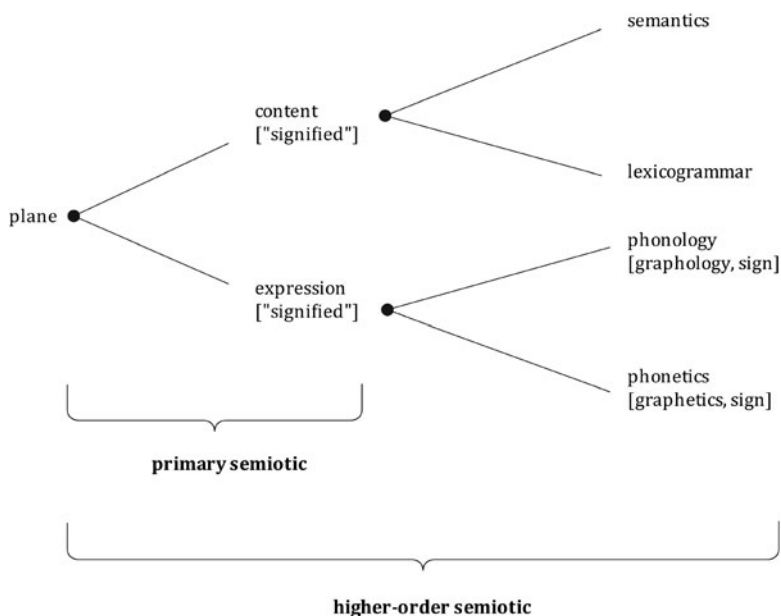 semantics
content
["signified"]
lexicogrammar
plane
phonology
[graphology, sign]
expression
["signified"]
phonetics
[graphetics, sign]
primary semiotic
higher-order semiotic